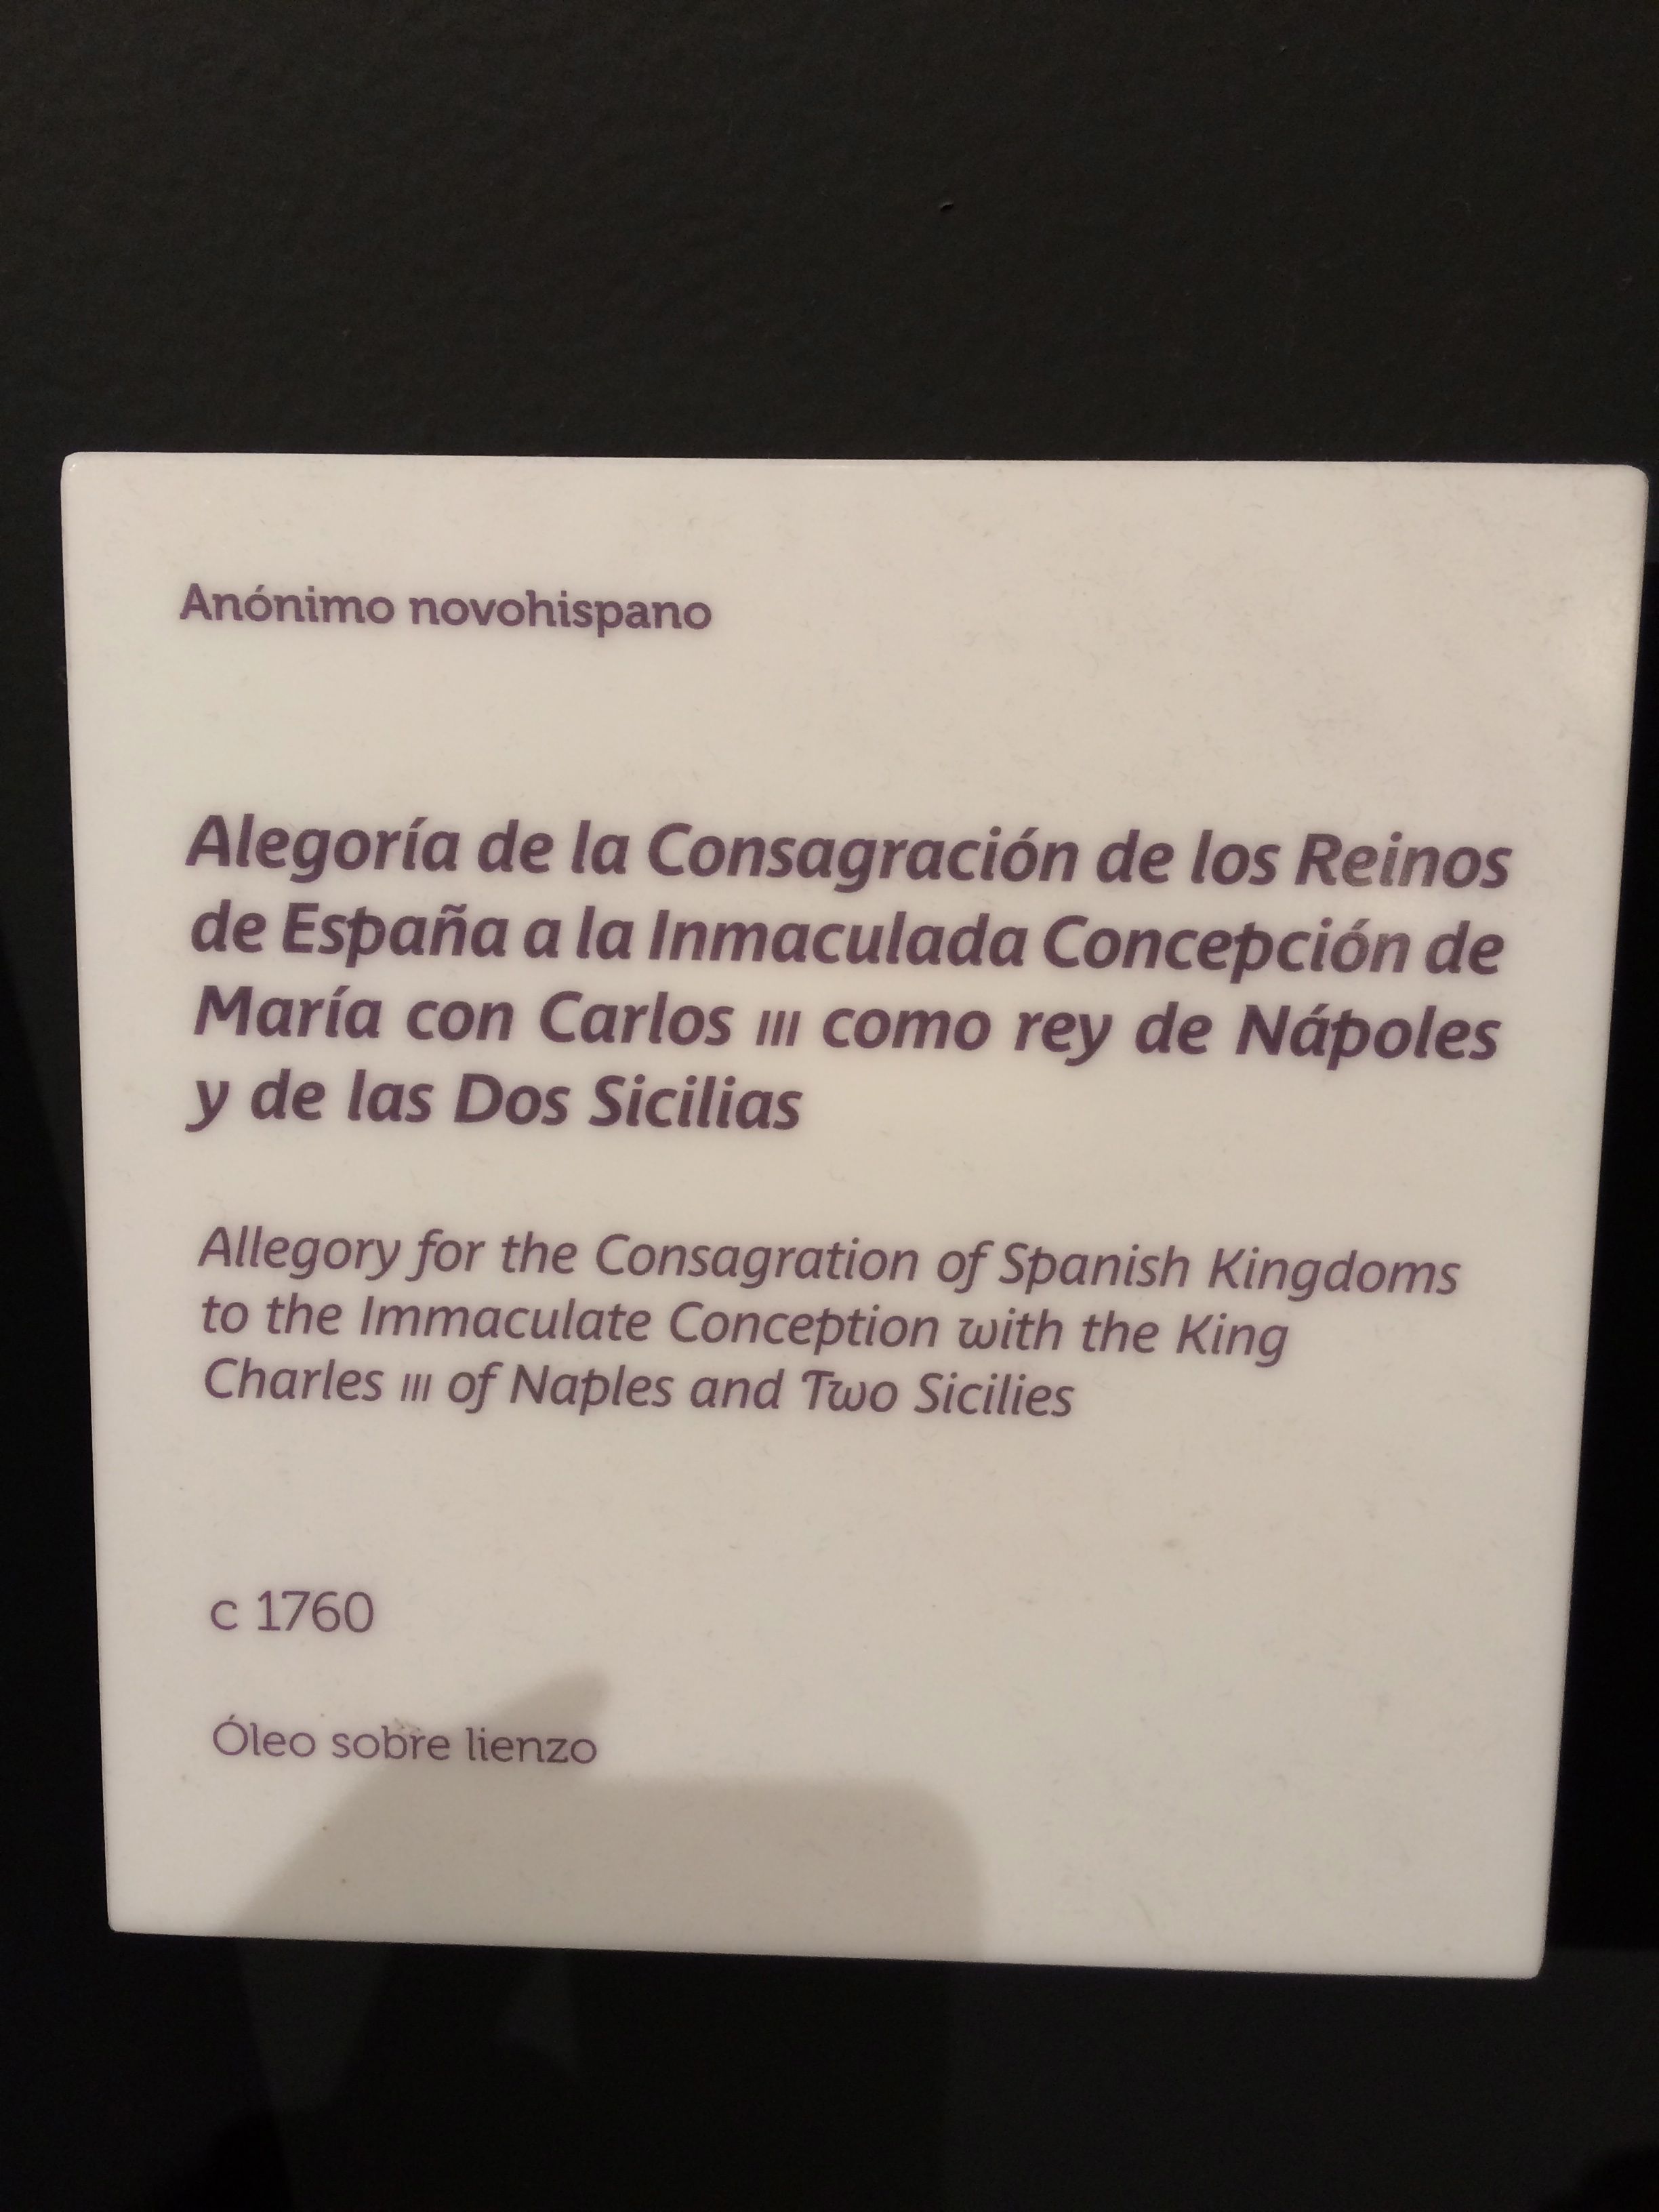 Anónimo novohispano
Alegoría de la Consagración de los Reinos
de España a la Inmaculada Concepción de
María con Carlos III como rey de Nápoles
y de las Dos Sicilias
Allegory for the Consagration of Spanish Kingdoms
to the Immaculate Conception with the King
Charles III of Naples and Two Sicilies
c 1760
Óleo sobre lienzo